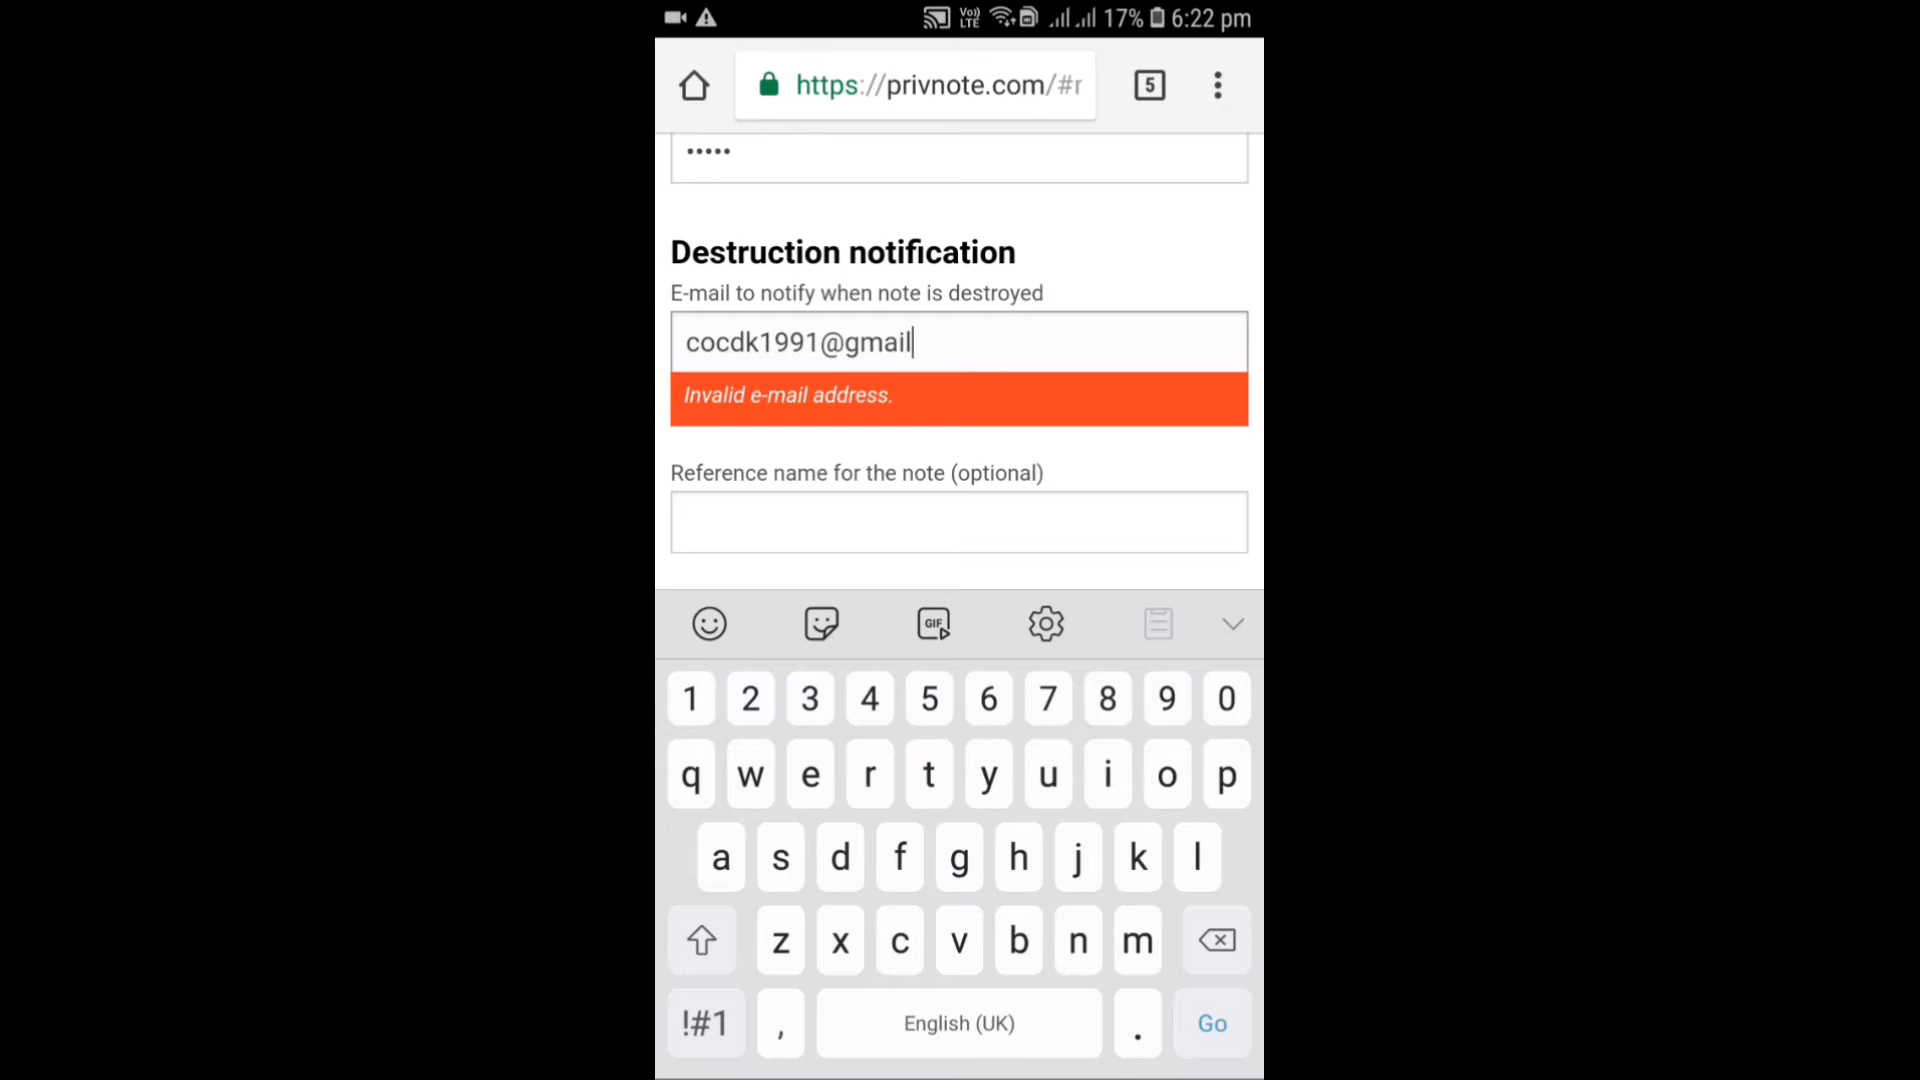 Vo)) LTE 17% 6:22 pm
https://privnote.com/#r 5
•••••
Destruction notification
E-mail to notify when note is destroyed
cocdk1991@gmail
Invalid e-mail address.
Reference name for the note (optional)
GIF
1 2 3 4 5 6 7 8 9 0
q w e r t y u i o p
a s d f g h j k l
z x c v b n m
!#1 , English (UK) . Go